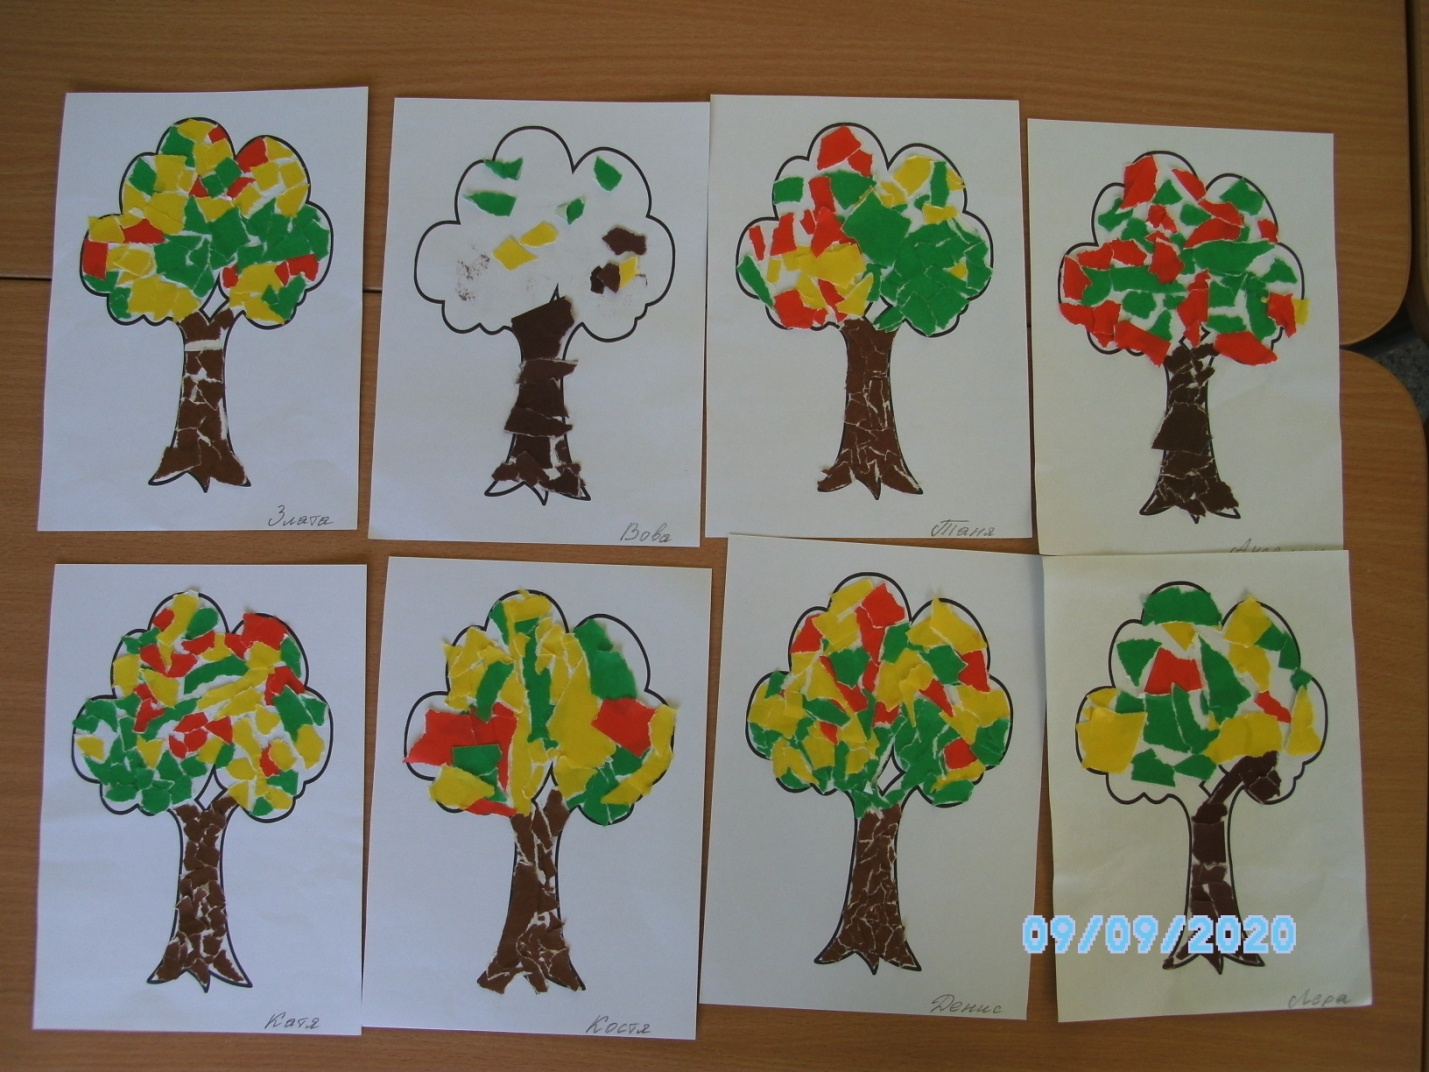 Злата
Вова
Таня
Катя
Костя
Денис
Лера
09/09/2020